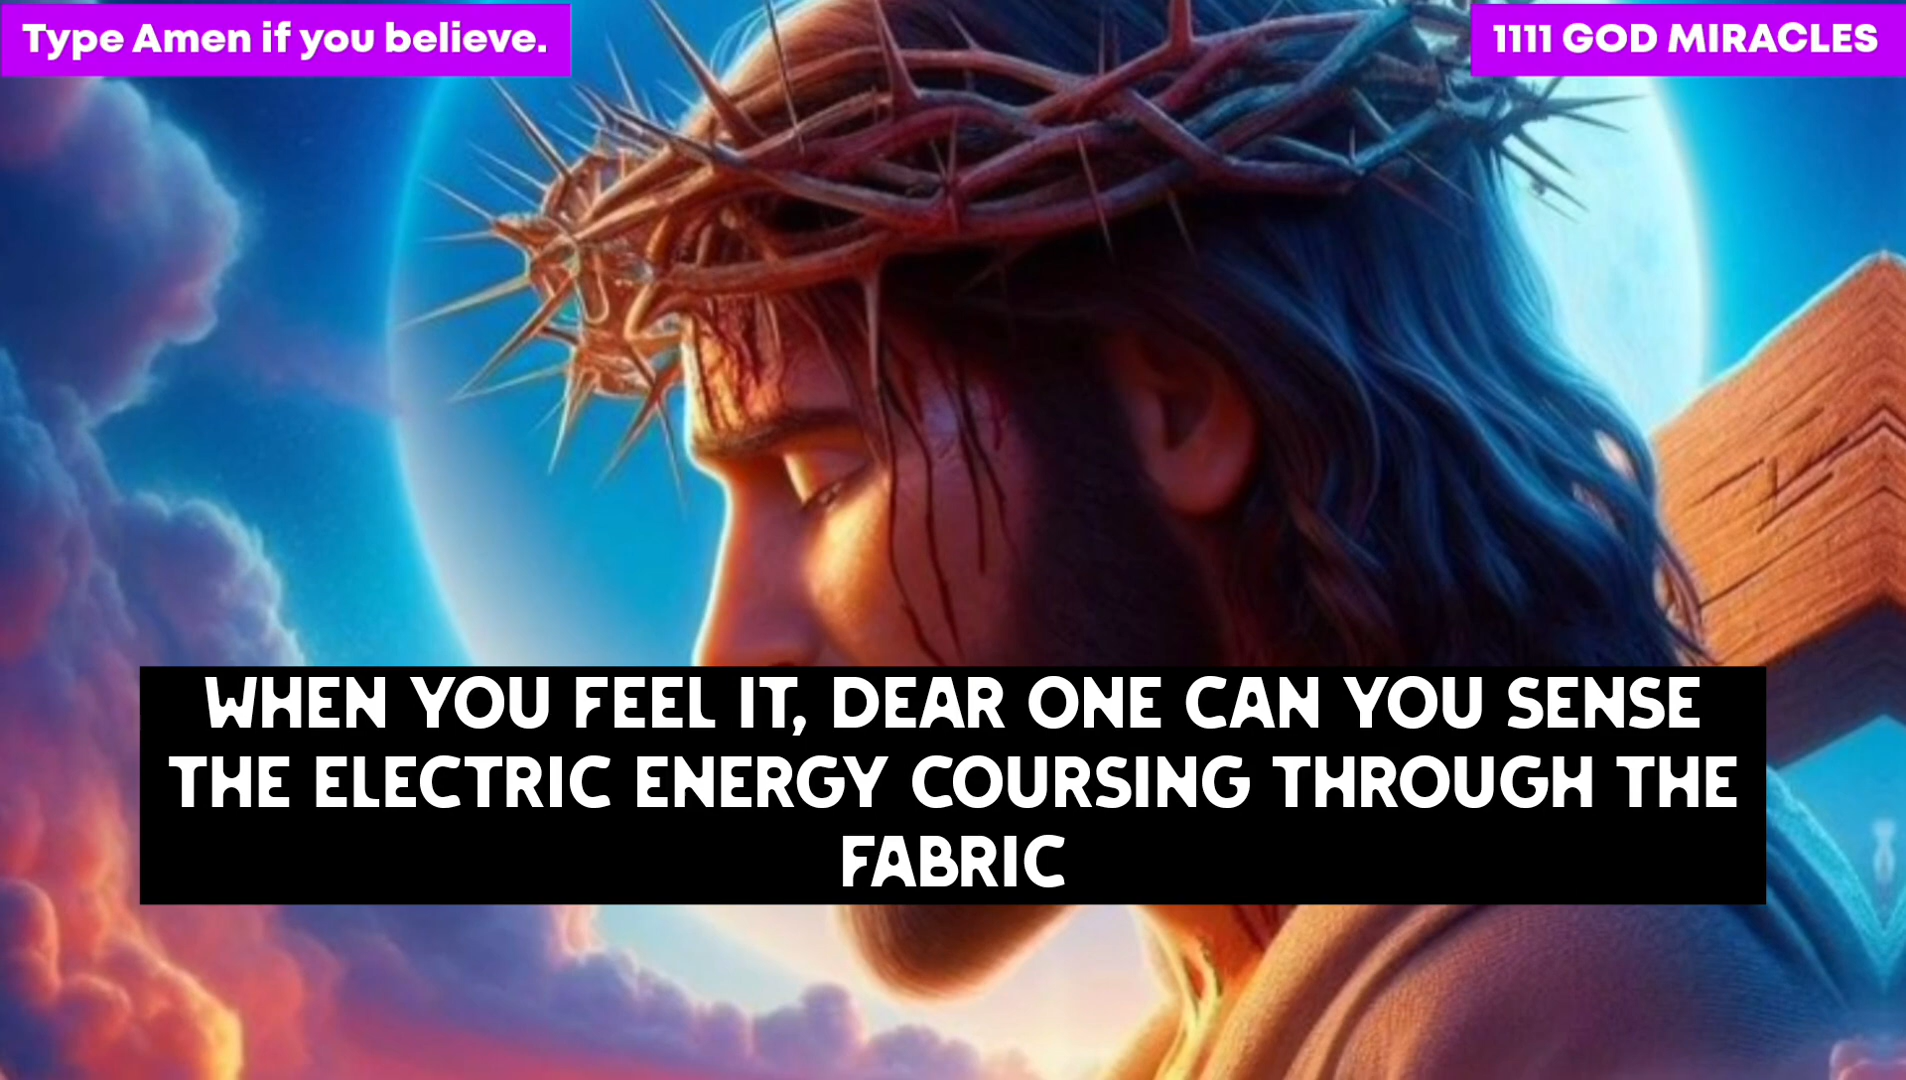 Type Amen if you believe.
1111 GOD MIRACLES
WHEN YOU FEEL IT, DEAR ONE CAN YOU SENSE
THE ELECTRIC ENERGY COURSING THROUGH THE
FABRIC